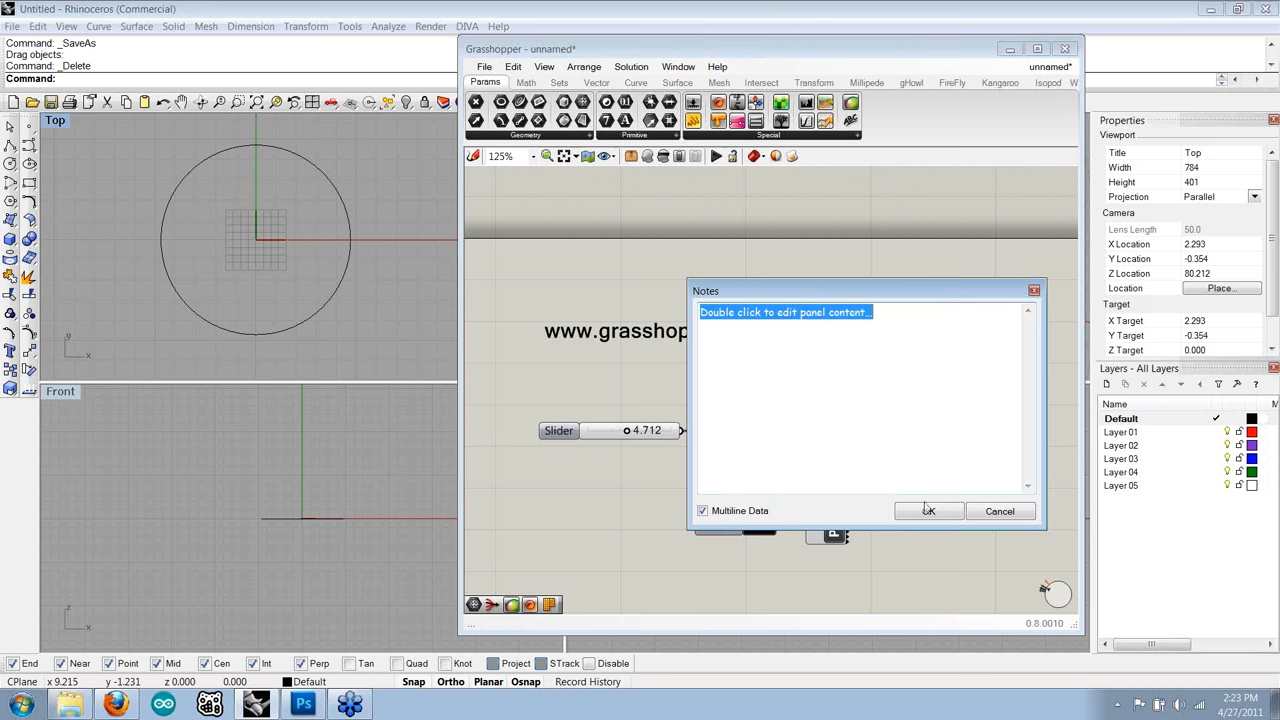 Untitled - Rhinoceros (Commercial)
File Edit View Curve Surface Solid Mesh Dimension Transform Tools Analyze Render DIVA Help
Command: _SaveAs
Drag objects:
Command: _Delete
Command:
Top
Front
Grasshopper - unnamed*
File Edit View Arrange Solution Window Help
unnamed*
Params Math Sets Vector Curve Surface Mesh Intersect Transform Millipede gHowl FireFly Kangaroo Isopod W
Geometry Primitive Special
125%
www.grasshop
Slider 4.712
Notes
Double click to edit panel content...
Multiline Data
OK Cancel
P
...
0.8.0010
Properties
Viewport
Title Top
Width 784
Height 401
Projection Parallel
Camera
Lens Length 50.0
X Location 2.293
Y Location -0.354
Z Location 80.212
Location Place...
Target
X Target 2.293
Y Target -0.354
Z Target 0.000
Layers - All Layers
Name M
Default
Layer 01
Layer 02
Layer 03
Layer 04
Layer 05
End Near Point Mid Cen Int Perp Tan Quad Knot Project STrack Disable
CPlane x 9.215 y -1.231 z 0.000 0.000 Default Snap Ortho Planar Osnap Record History
2:23 PM
4/27/2011